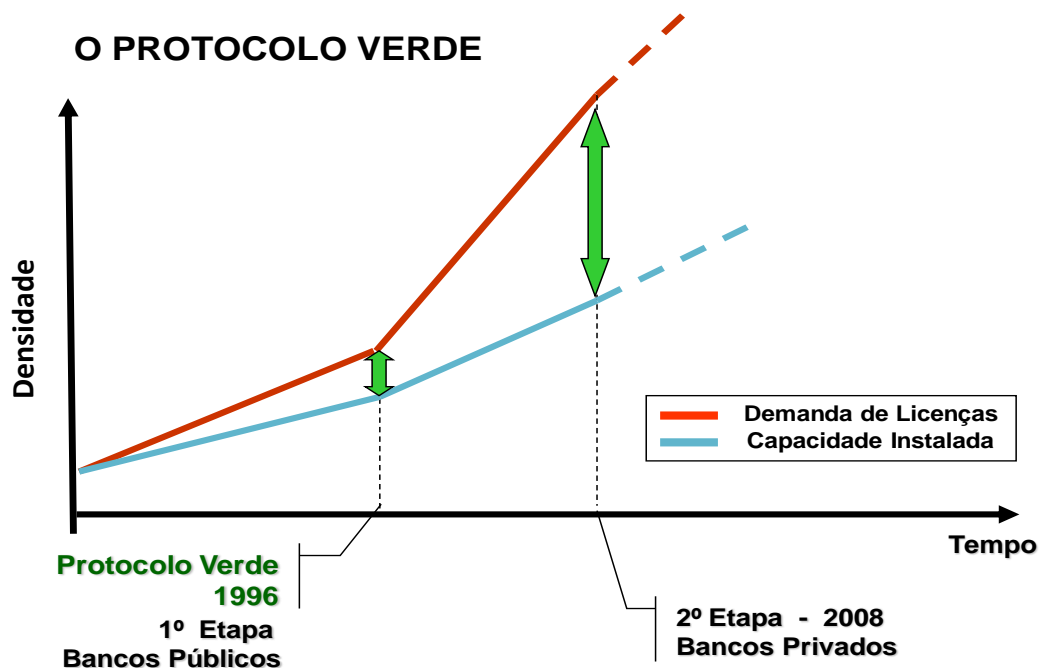 O PROTOCOLO VERDE
Densidade
Demanda de Licenças
Capacidade Instalada
Tempo
Protocolo Verde
1996
1º Etapa
Bancos Públicos
2º Etapa - 2008
Bancos Privados